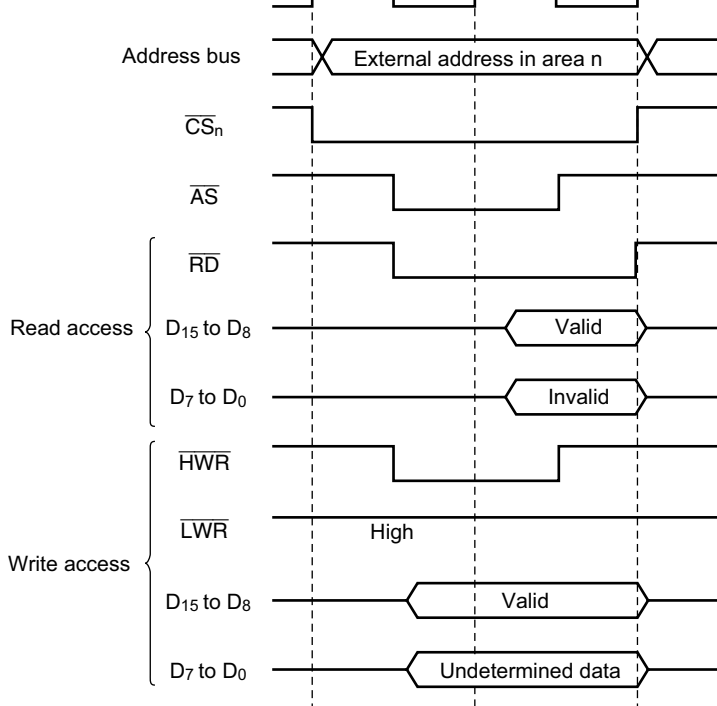 Address bus
External address in area n
CSn
AS
RD
Read access
D15 to D8
Valid
D7 to D0
Invalid
HWR
LWR
High
Write access
D15 to D8
Valid
D7 to D0
Undetermined data